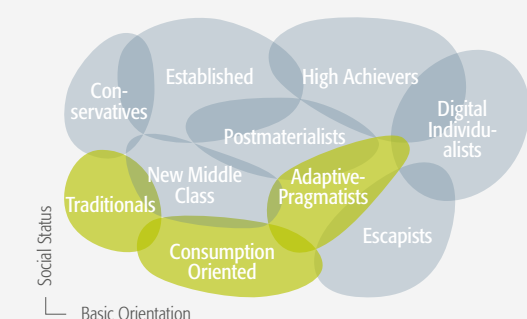 Established
High Achievers
Con-
servatives
Digital
Individu-
alists
Postmaterialists
New Middle
Class
Adaptive-
Pragmatists
Traditionals
Escapists
Consumption
Oriented
Social Status
Basic Orientation